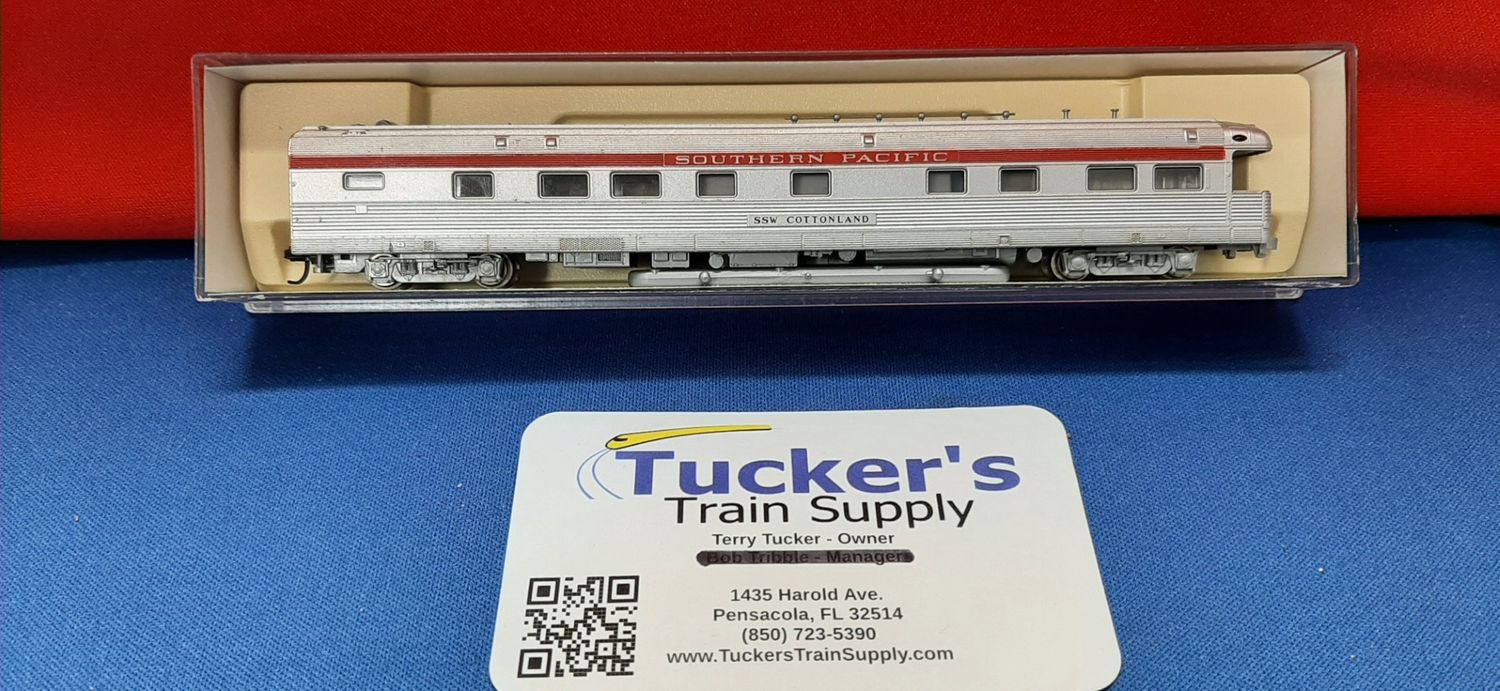 SOUTHERN PACIFIC
SSW COTTONLAND
Tucker's
Train Supply
Terry Tucker - Owner
Bob Tribble - Managers
1435 Harold Ave.
Pensacola, FL 32514
(850) 723-5390
www.TuckersTrainSupply.com